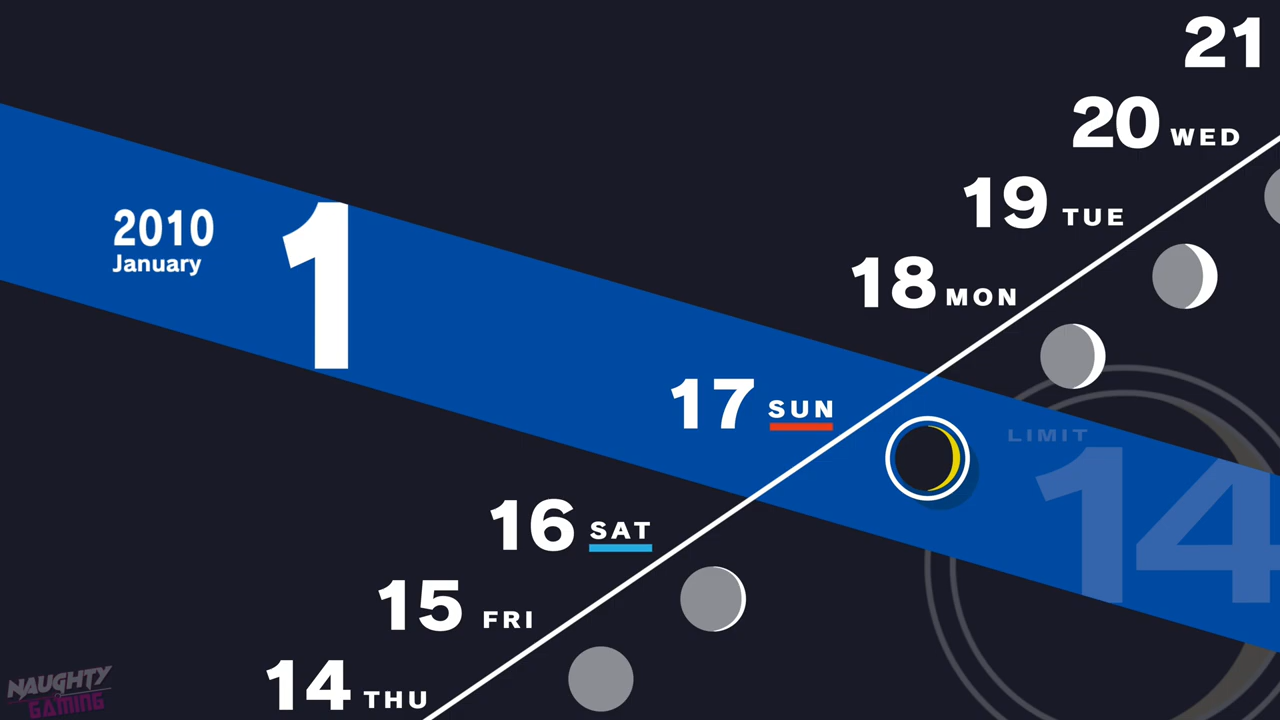 21
20 WED
19 TUE
2010
January
1
18 MON
17 SUN
LIMIT
14
16 SAT
15 FRI
14 THU
NAUGHTY
GAMING